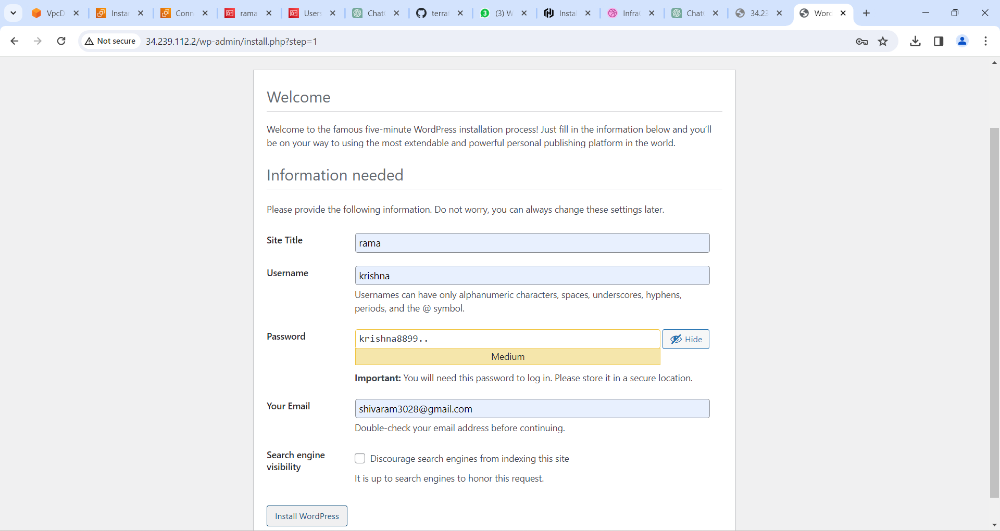 VpcD
Instan
Conn
rama
Users
Chat
terraf
(3) W
Instal
Infra
Chat
34.23
Word
Not secure
34.239.112.2/wp-admin/install.php?step=1
Welcome
Welcome to the famous five-minute WordPress installation process! Just fill in the information below and you’ll
be on your way to using the most extendable and powerful personal publishing platform in the world.
Information needed
Please provide the following information. Do not worry, you can always change these settings later.
Site Title
rama
Username
krishna
Usernames can have only alphanumeric characters, spaces, underscores, hyphens,
periods, and the @ symbol.
Password
krishna8899..
Hide
Medium
Important: You will need this password to log in. Please store it in a secure location.
Your Email
shivaram3028@gmail.com
Double-check your email address before continuing.
Search engine
visibility
Discourage search engines from indexing this site
It is up to search engines to honor this request.
Install WordPress